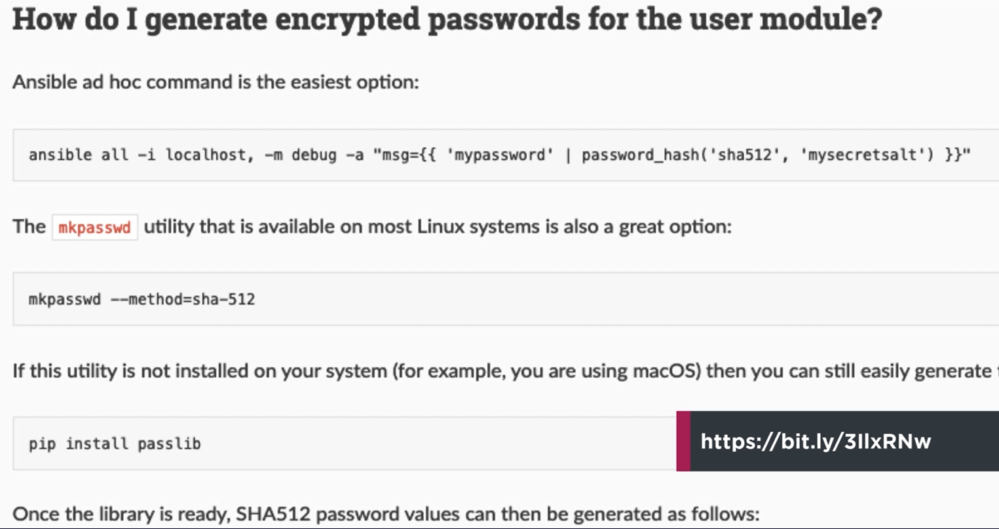 How do I generate encrypted passwords for the user module?
Ansible ad hoc command is the easiest option:
ansible all -i localhost, -m debug -a "msg={{ 'mypassword' | password_hash('sha512', 'mysecretsalt') }}"
The mkpasswd utility that is available on most Linux systems is also a great option:
mkpasswd --method=sha-512
If this utility is not installed on your system (for example, you are using macOS) then you can still easily generate
pip install passlib
https://bit.ly/3IlxRNw
Once the library is ready, SHA512 password values can then be generated as follows: